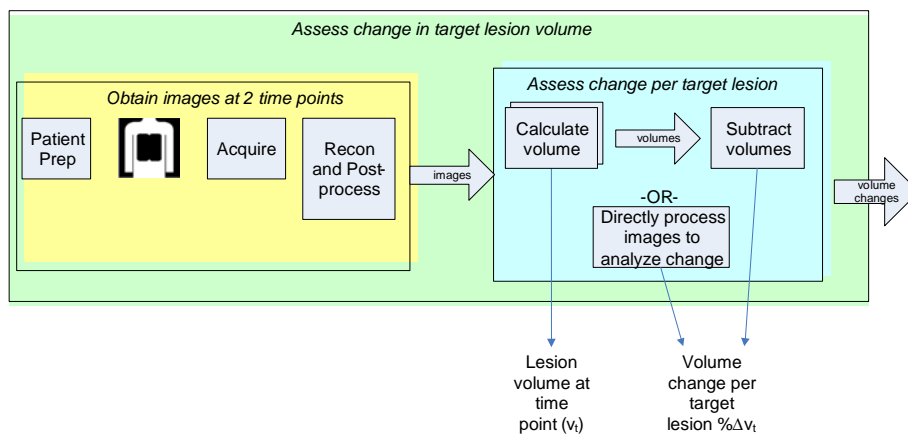 Assess change in target lesion volume
Obtain images at 2 time points
Patient
Prep
Acquire
Recon
and Post-
process
images
Assess change per target lesion
Calculate
volume
volumes
Subtract
volumes
-OR-
Directly process
images to
analyze change
volume
changes
Lesion
volume at
time
point (vₜ)
Volume
change per
target
lesion %Δvₜ